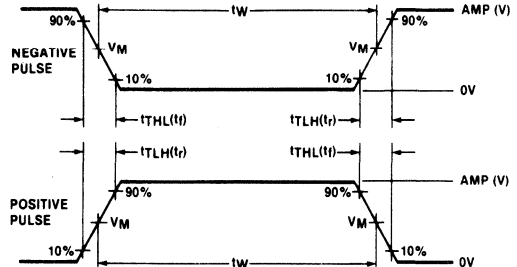 90% tW 90% AMP (V)
NEGATIVE PULSE VM VM
10% 10%
0V
tTHL(tf) tTLH(tr)
tTLH(tr) tTHL(tf)
AMP (V)
90% 90%
POSITIVE PULSE VM VM
10% 10%
0V
tW